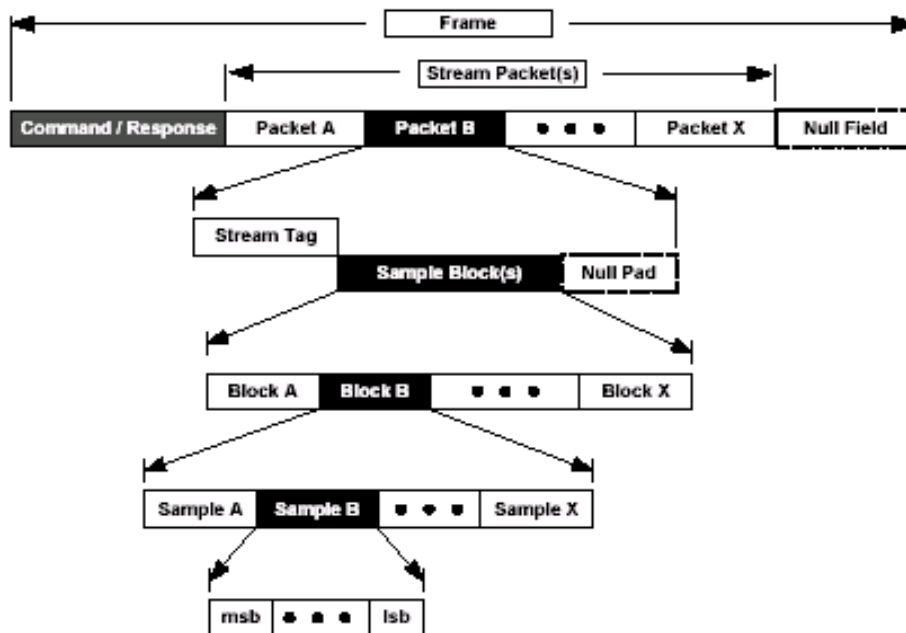 Frame
Stream Packet(s)
Command / Response Packet A Packet B • • • Packet X Null Field
Stream Tag
Sample Block(s) Null Pad
Block A Block B • • • Block X
Sample A Sample B • • • Sample X
msb • • • lsb